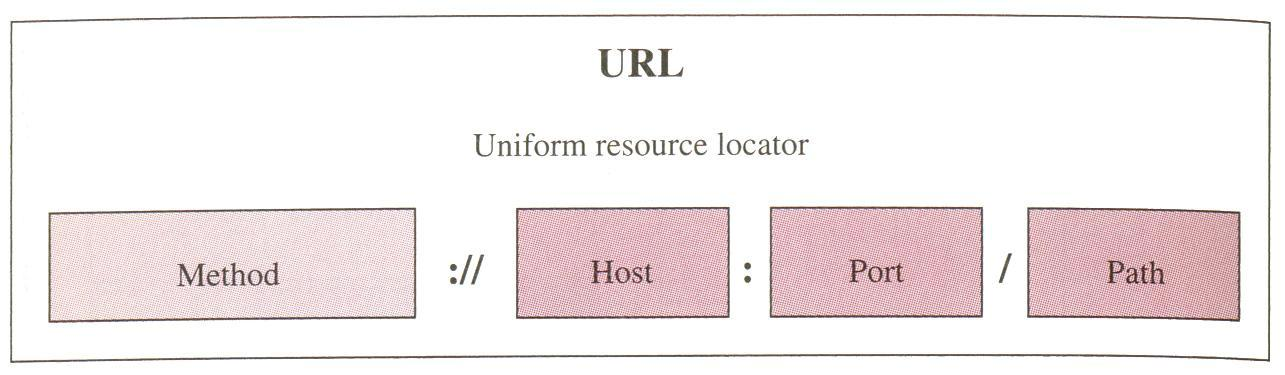 URL
Uniform resource locator
Method :// Host : Port / Path